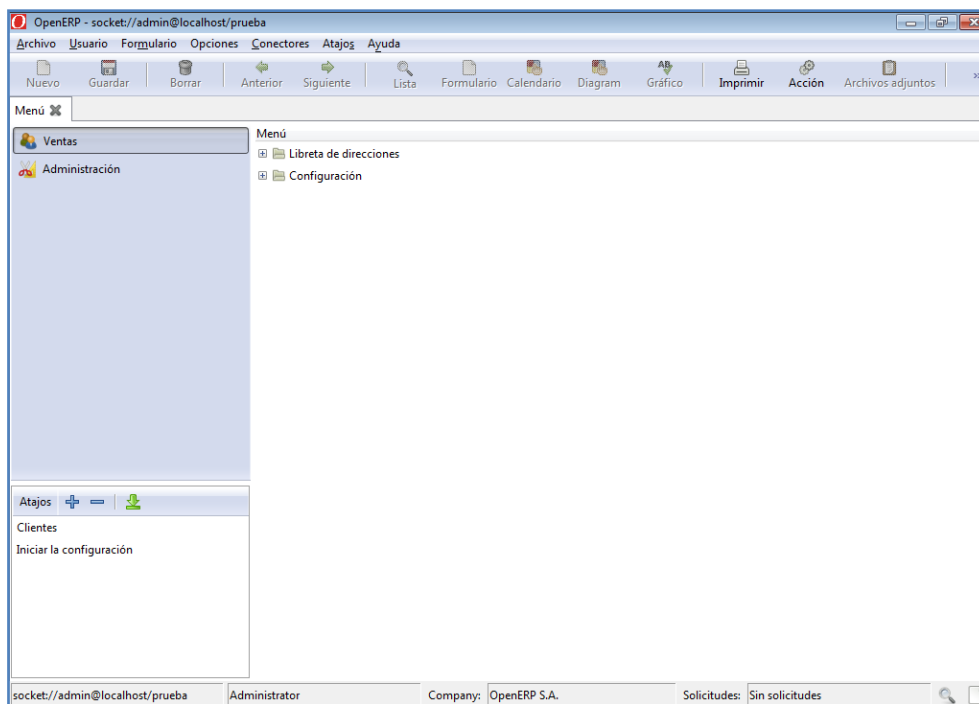 OpenERP - socket://admin@localhost/prueba
Archivo Usuario Formulario Opciones Conectores Atajos Ayuda
Nuevo Guardar Borrar Anterior Siguiente Lista Formulario Calendario Diagram Gráfico Imprimir Acción Archivos adjuntos »
Menú
Ventas
Administración
Menú
Libreta de direcciones
Configuración
Atajos
Clientes
Iniciar la configuración
socket://admin@localhost/prueba Administrator Company: OpenERP S.A. Solicitudes: Sin solicitudes